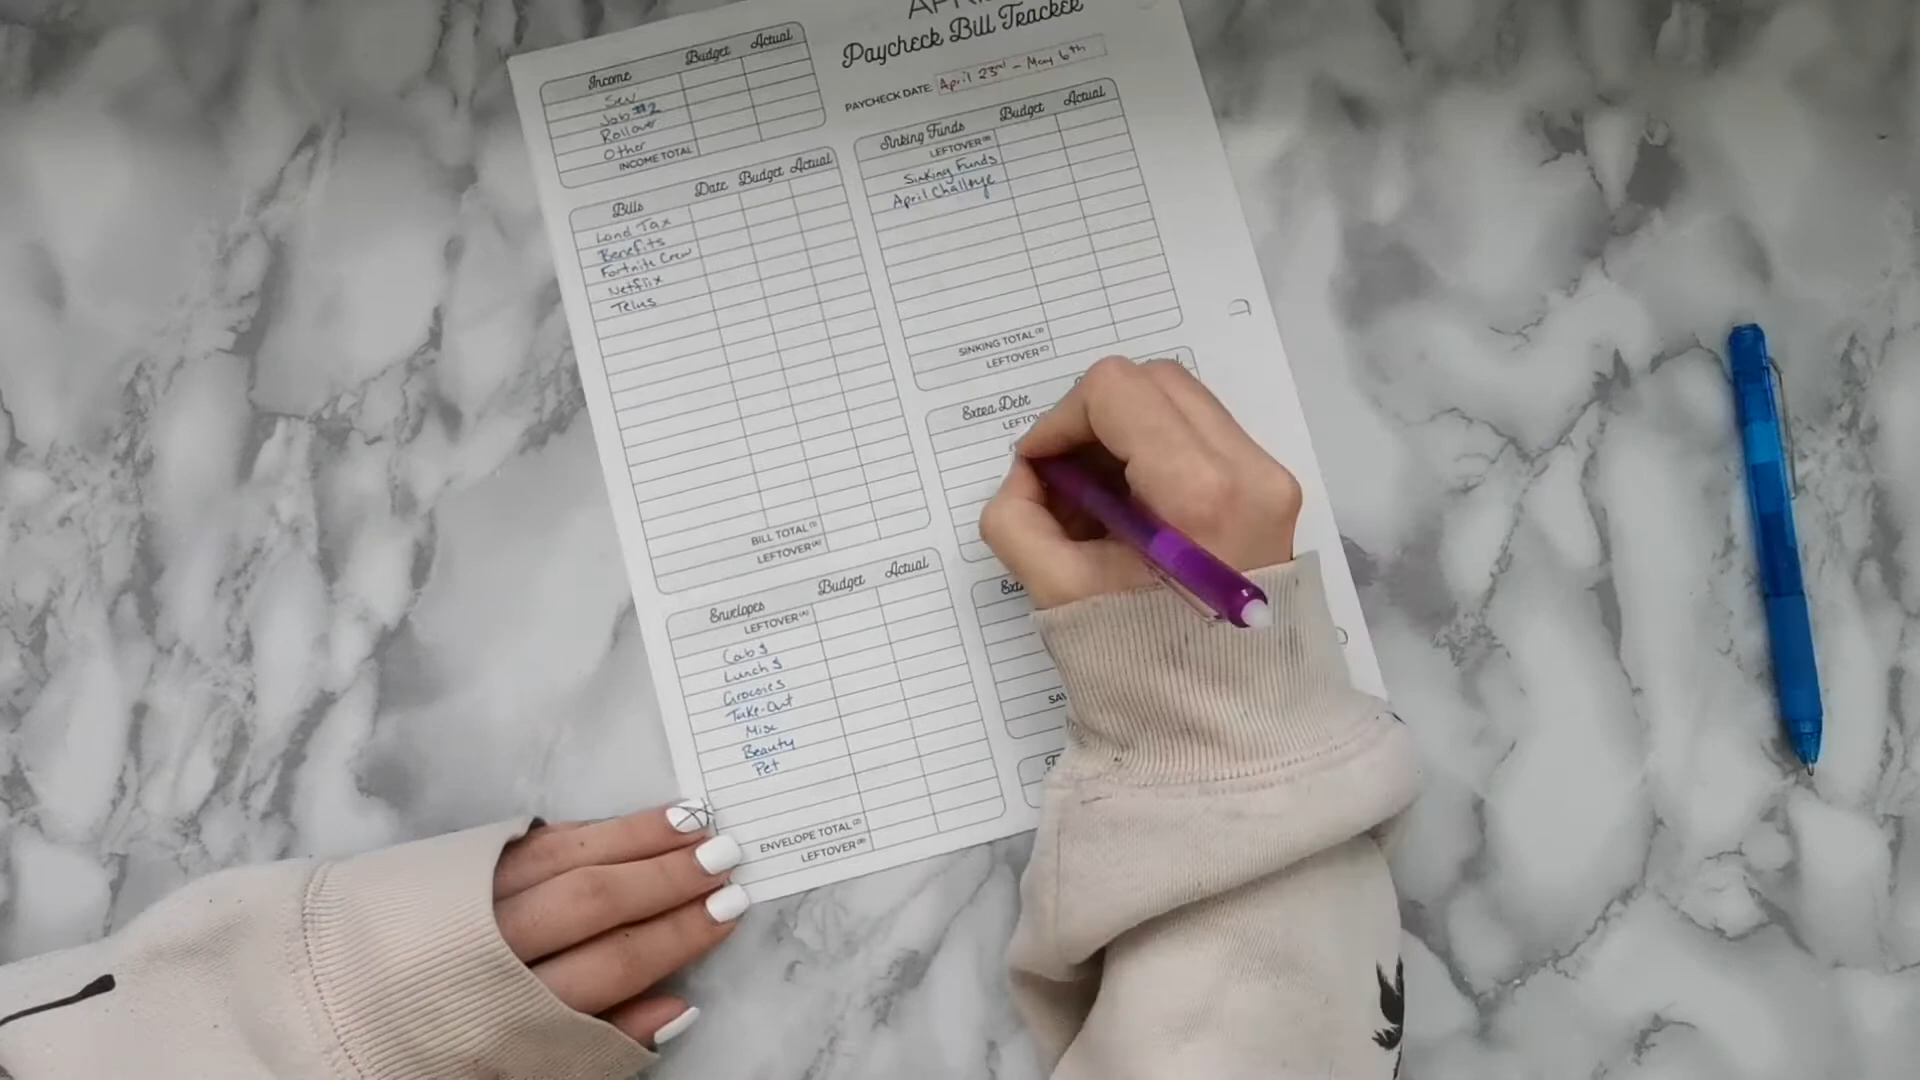 Paycheck Bill Tracker
PAYCHECK DATE: April 23rd - May 6th
Income Budget Actual
Job #2
Rollover
Other
INCOME TOTAL
Bills Date Budget Actual
Land Tax
Benefits
Fortnite Crew
Netflix
Telus
BILL TOTAL
LEFTOVER
Envelopes Budget Actual
LEFTOVER
Cab $
Lunch $
Groceries
Take-Out
Misc
Beauty
Pet
ENVELOPE TOTAL
LEFTOVER
Sinking Funds Budget Actual
LEFTOVER
Sinking Funds
April Challenge
SINKING TOTAL
LEFTOVER
Extra Debt